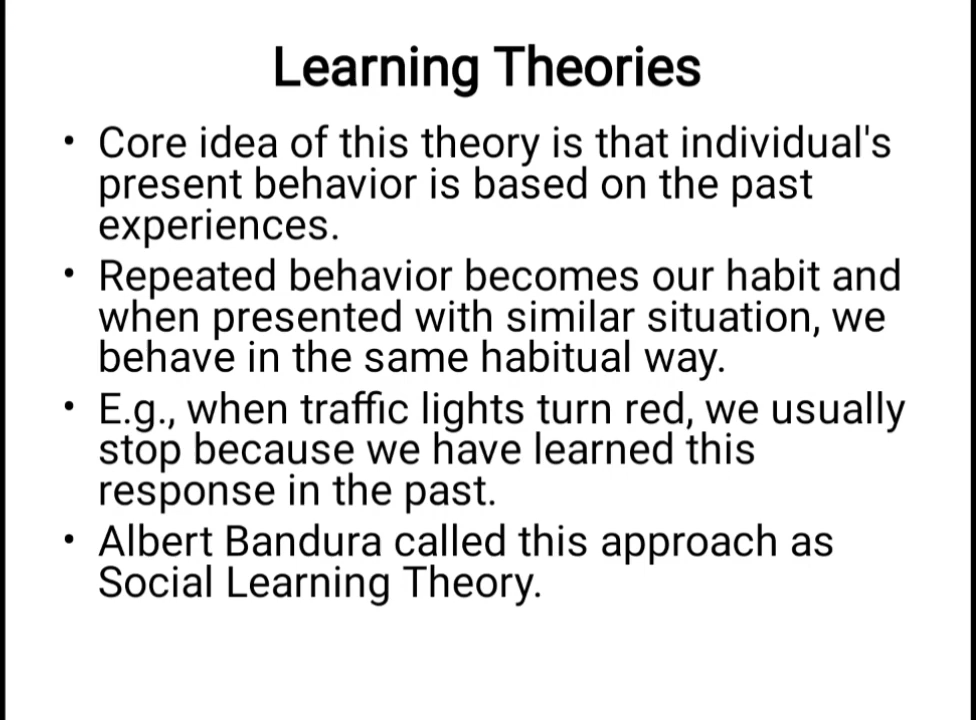 Learning Theories
• Core idea of this theory is that individual's
present behavior is based on the past
experiences.
• Repeated behavior becomes our habit and
when presented with similar situation, we
behave in the same habitual way.
• E.g., when traffic lights turn red, we usually
stop because we have learned this
response in the past.
• Albert Bandura called this approach as
Social Learning Theory.